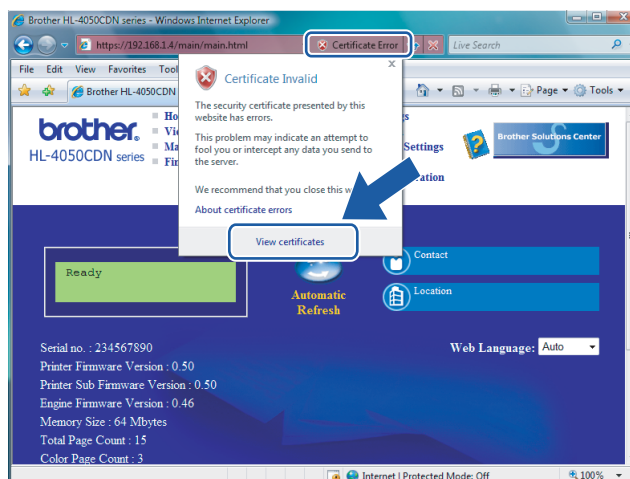 Brother HL-4050CDN series - Windows Internet Explorer
https://192.168.1.4/main/main.html
Certificate Error
Live Search
File Edit View Favorites Tool
Brother HL-4050CDN
Page Tools
Certificate Invalid
The security certificate presented by this
website has errors.
This problem may indicate an attempt to
fool you or intercept any data you send to
the server.
We recommend that you close this
About certificate errors
View certificates
brother
HL-4050CDN series
Settings
Brother Solutions Center
Ready
Automatic
Refresh
Contact
Location
Serial no. : 234567890
Web Language: Auto
Printer Firmware Version : 0.50
Printer Sub Firmware Version : 0.50
Engine Firmware Version : 0.46
Memory Size : 64 Mbytes
Total Page Count : 15
Color Page Count : 3
Internet | Protected Mode: Off
100%